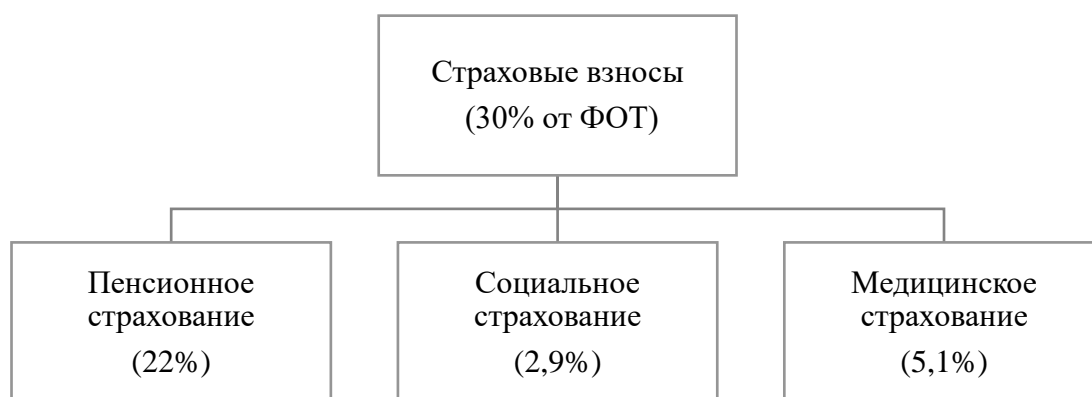 Страховые взносы
(30% от ФОТ)
Пенсионное
страхование
(22%)
Социальное
страхование
(2,9%)
Медицинское
страхование
(5,1%)